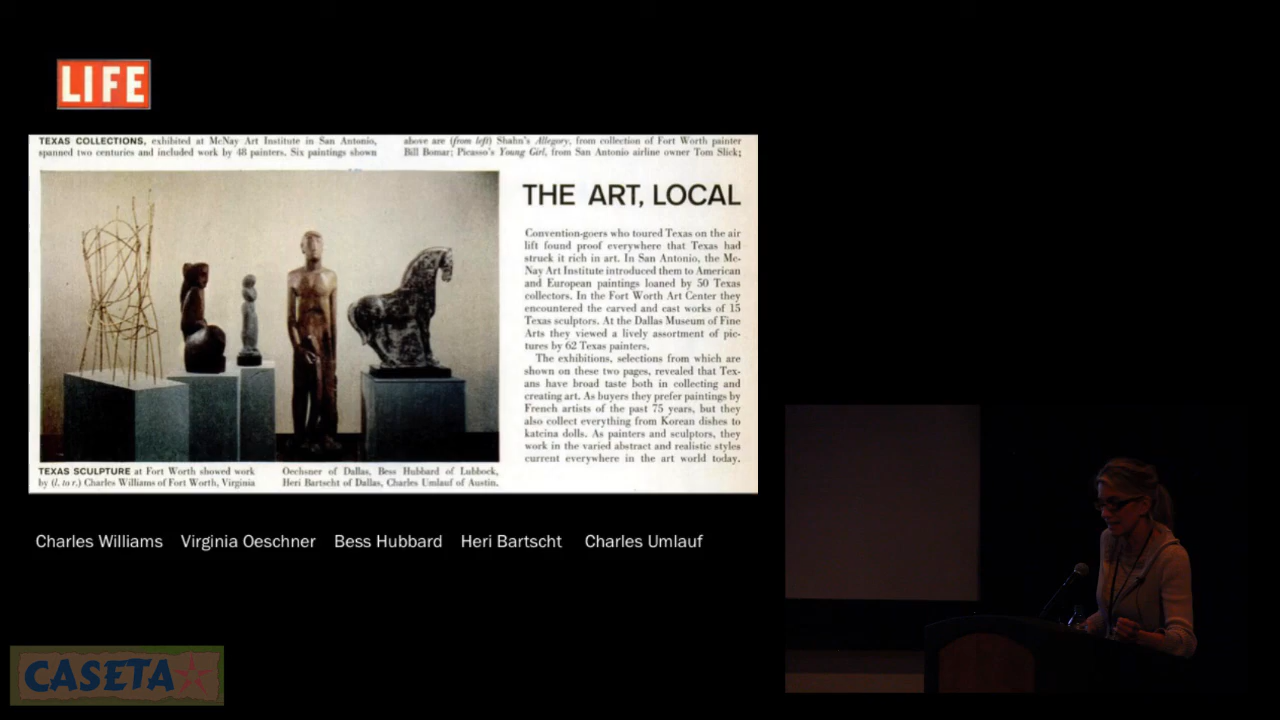 LIFE
TEXAS COLLECTIONS, exhibited at McNay Art Institute in San Antonio,
spanned two centuries and included work by 48 painters. Six paintings shown
above are (from left) Shahn's Allegory, from collection of Fort Worth painter
Bill Bomar; Picasso's Young Girl, from San Antonio airline owner Tom Slick;
THE ART, LOCAL
Convention-goers who toured Texas on the air
lift found proof everywhere that Texas had
struck it rich in art. In San Antonio, the Mc-
Nay Art Institute introduced them to American
and European paintings loaned by 50 Texas
collectors. In the Fort Worth Art Center they
encountered the carved and cast works of 15
Texas sculptors. At the Dallas Museum of Fine
Arts they viewed a lively assortment of pic-
tures by 62 Texas painters.
The exhibitions, selections from which are
shown on these two pages, revealed that Tex-
ans have broad taste both in collecting and
creating art. As buyers they prefer paintings by
French artists of the past 75 years, but they
also collect everything from Korean dishes to
katcina dolls. As painters and sculptors, they
work in the varied abstract and realistic styles
current everywhere in the art world today.
TEXAS SCULPTURE at Fort Worth showed work
by (l. to r.) Charles Williams of Fort Worth, Virginia
Oechsner of Dallas, Bess Hubbard of Lubbock,
Heri Bartscht of Dallas, Charles Umlauf of Austin.
Charles Williams Virginia Oeschner Bess Hubbard Heri Bartscht Charles Umlauf
CASETA